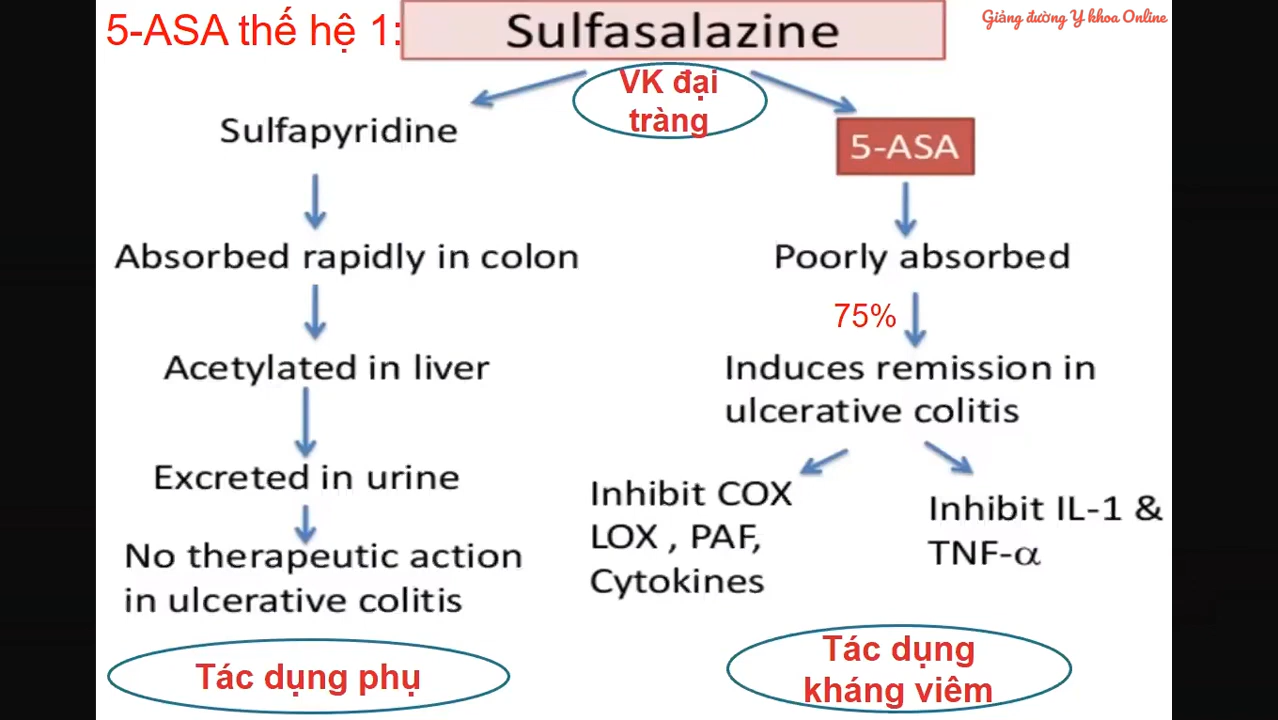 5-ASA thế hệ 1:
Sulfasalazine
Giảng đường Y khoa Online
VK đại
tràng
Sulfapyridine
5-ASA
Absorbed rapidly in colon
Poorly absorbed
75%
Acetylated in liver
Induces remission in
ulcerative colitis
Excreted in urine
Inhibit COX
LOX , PAF,
Cytokines
Inhibit IL-1 &
TNF-α
No therapeutic action
in ulcerative colitis
Tác dụng phụ
Tác dụng
kháng viêm